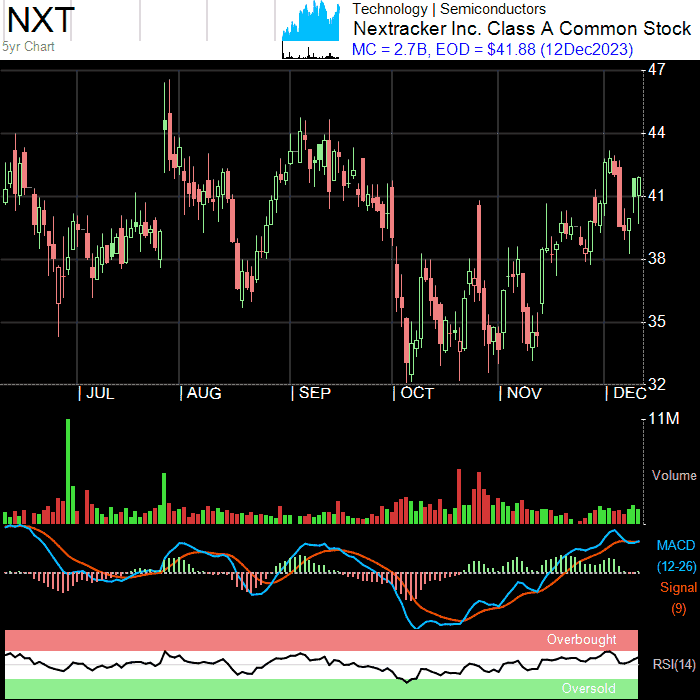 NXT
5yr Chart
Technology | Semiconductors
Nextracker Inc. Class A Common Stock
MC = 2.7B, EOD = $41.88 (12Dec2023)
47
44
41
38
35
32
JUL AUG SEP OCT NOV DEC
11M
Volume
MACD
(12-26)
Signal
(9)
Overbought
RSI(14)
Oversold